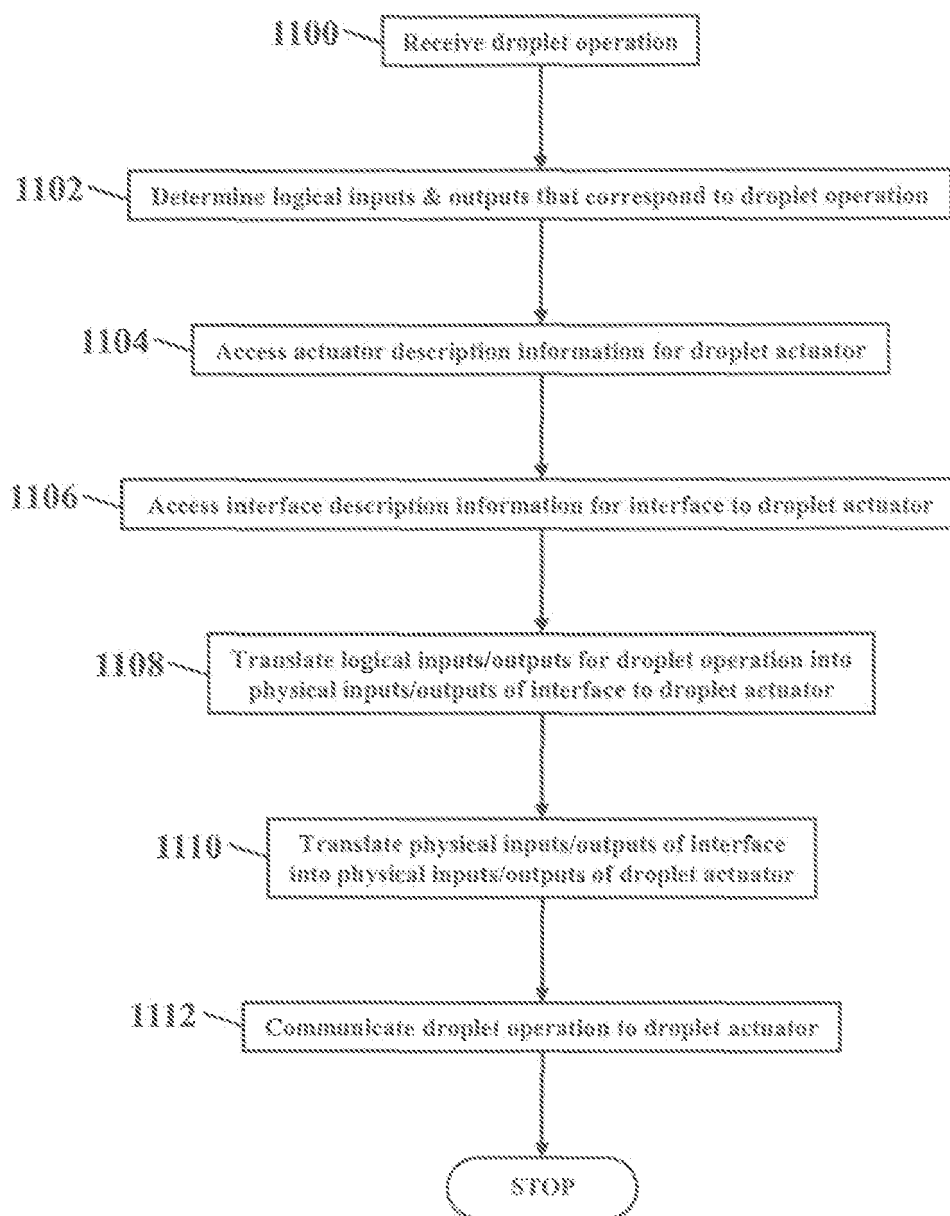 1100 Receive droplet operation
1102 Determine logical inputs & outputs that correspond to droplet operation
1104 Access actuator description information for droplet actuator
1106 Access interface description information for interface to droplet actuator
1108 Translate logical inputs/outputs for droplet operation into
physical inputs/outputs of interface to droplet actuator
1110 Translate physical inputs/outputs of interface
into physical inputs/outputs of droplet actuator
1112 Communicate droplet operation to droplet actuator
STOP